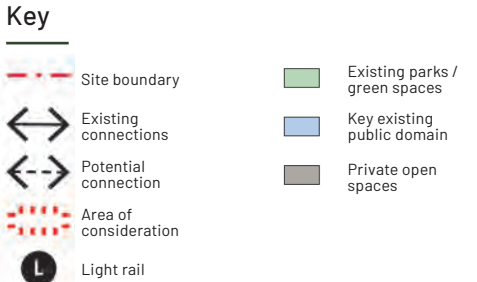 Key
Site boundary
Existing
connections
Potential
connection
Area of
consideration
L
Light rail
Existing parks /
green spaces
Key existing
public domain
Private open
spaces